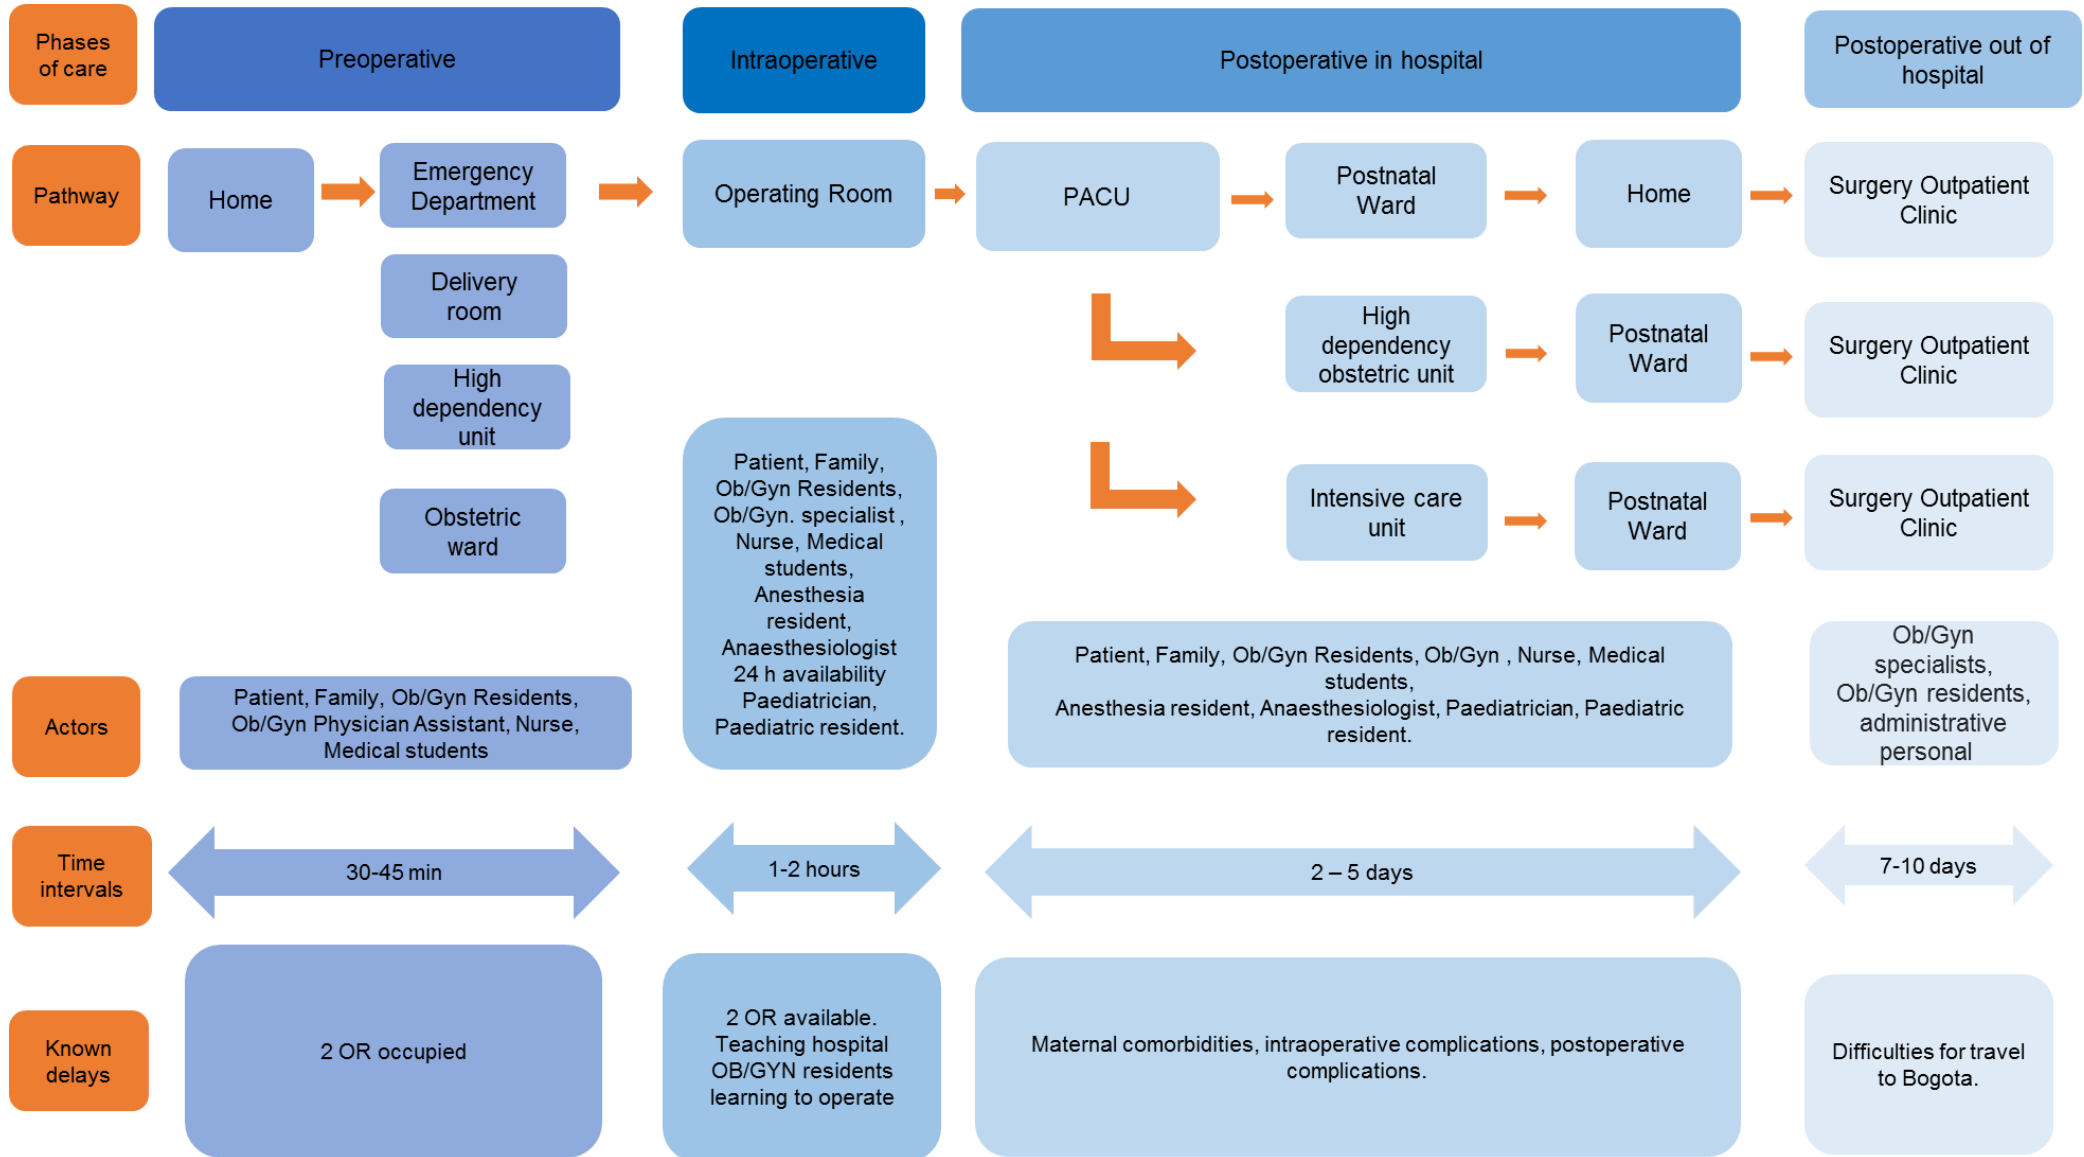 Phases
of care
Preoperative
Intraoperative
Postoperative in hospital
Postoperative out of
hospital
Pathway
Home
Emergency
Department
Operating Room
PACU
Postnatal
Ward
Home
Surgery Outpatient
Clinic
Delivery
room
High
dependency
obstetric unit
Postnatal
Ward
Surgery Outpatient
Clinic
High
dependency
unit
Obstetric
ward
Intensive care
unit
Postnatal
Ward
Surgery Outpatient
Clinic
Actors
Patient, Family, Ob/Gyn Residents,
Ob/Gyn Physician Assistant, Nurse,
Medical students
Patient, Family,
Ob/Gyn Residents,
Ob/Gyn. specialist ,
Nurse, Medical
students,
Anesthesia
resident,
Anaesthesiologist
24 h availability
Paediatrician,
Paediatric resident.
Patient, Family, Ob/Gyn Residents, Ob/Gyn , Nurse, Medical
students,
Anesthesia resident, Anaesthesiologist, Paediatrician, Paediatric
resident.
Ob/Gyn
specialists,
Ob/Gyn residents,
administrative
personal
Time
intervals
30-45 min
1-2 hours
2 – 5 days
7-10 days
Known
delays
2 OR occupied
2 OR available.
Teaching hospital
OB/GYN residents
learning to operate
Maternal comorbidities, intraoperative complications, postoperative
complications.
Difficulties for travel
to Bogota.